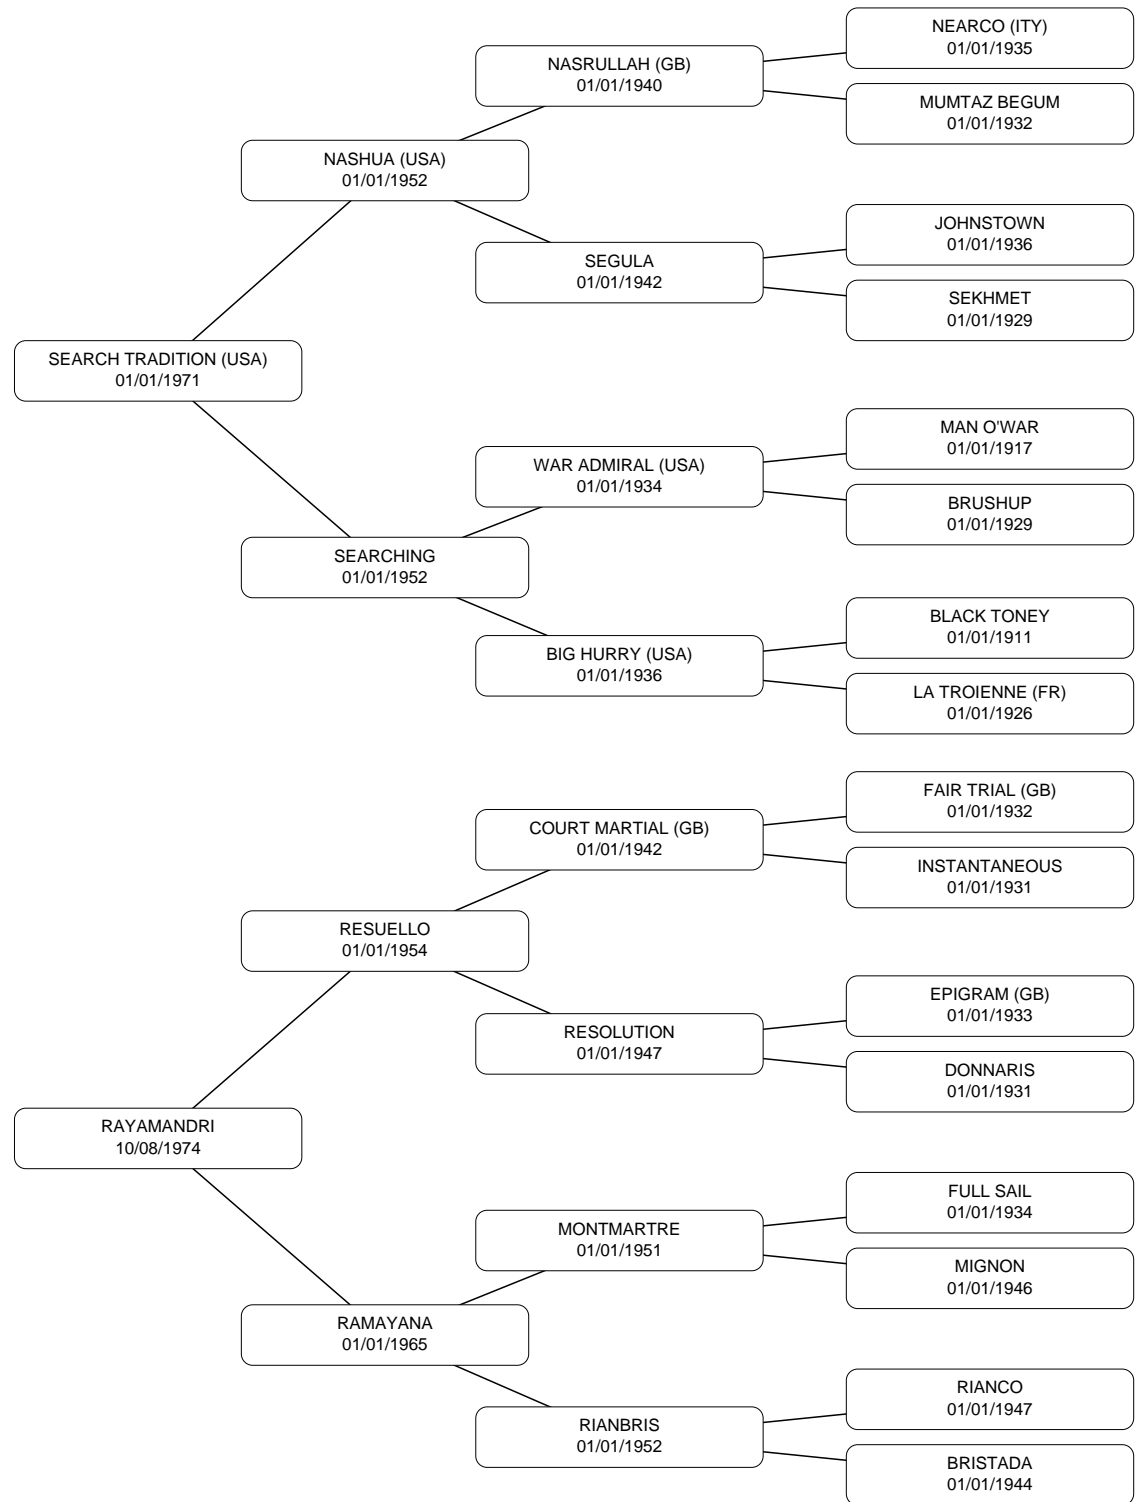 NEARCO (ITY)
01/01/1935
NASRULLAH (GB)
01/01/1940
MUMTAZ BEGUM
01/01/1932
NASHUA (USA)
01/01/1952
JOHNSTOWN
01/01/1936
SEGULA
01/01/1942
SEKHMET
01/01/1929
SEARCH TRADITION (USA)
01/01/1971
MAN O'WAR
01/01/1917
WAR ADMIRAL (USA)
01/01/1934
BRUSHUP
01/01/1929
SEARCHING
01/01/1952
BLACK TONEY
01/01/1911
BIG HURRY (USA)
01/01/1936
LA TROIENNE (FR)
01/01/1926
FAIR TRIAL (GB)
01/01/1932
COURT MARTIAL (GB)
01/01/1942
INSTANTANEOUS
01/01/1931
RESUELLO
01/01/1954
EPIGRAM (GB)
01/01/1933
RESOLUTION
01/01/1947
DONNARIS
01/01/1931
RAYAMANDRI
10/08/1974
FULL SAIL
01/01/1934
MONTMARTRE
01/01/1951
MIGNON
01/01/1946
RAMAYANA
01/01/1965
RIANCO
01/01/1947
RIANBRIS
01/01/1952
BRISTADA
01/01/1944